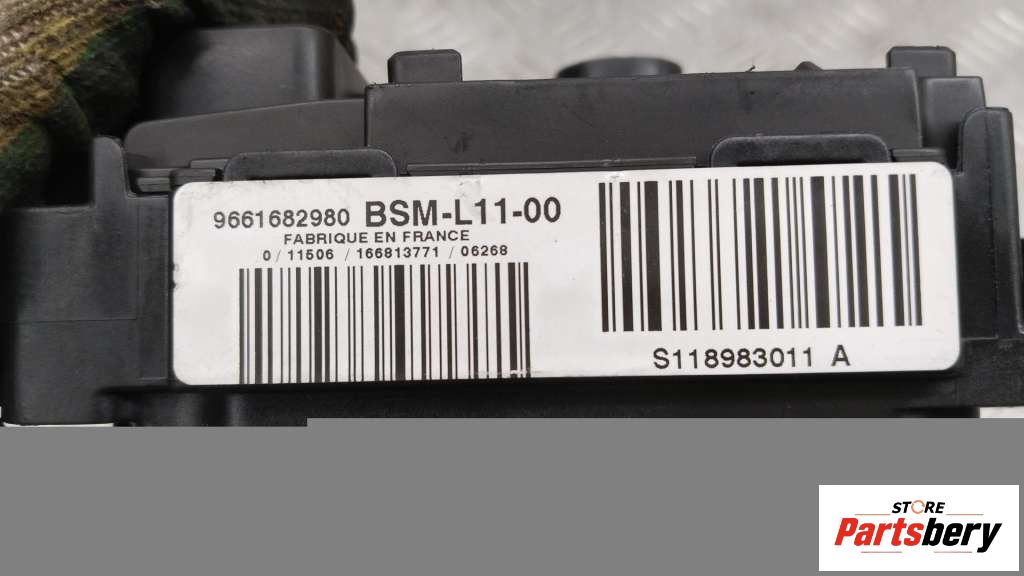 9661682980 BSM-L11-00
FABRIQUE EN FRANCE
0 / 11506 / 166813771 / 06268
S118983011 A
STORE
Partsbery